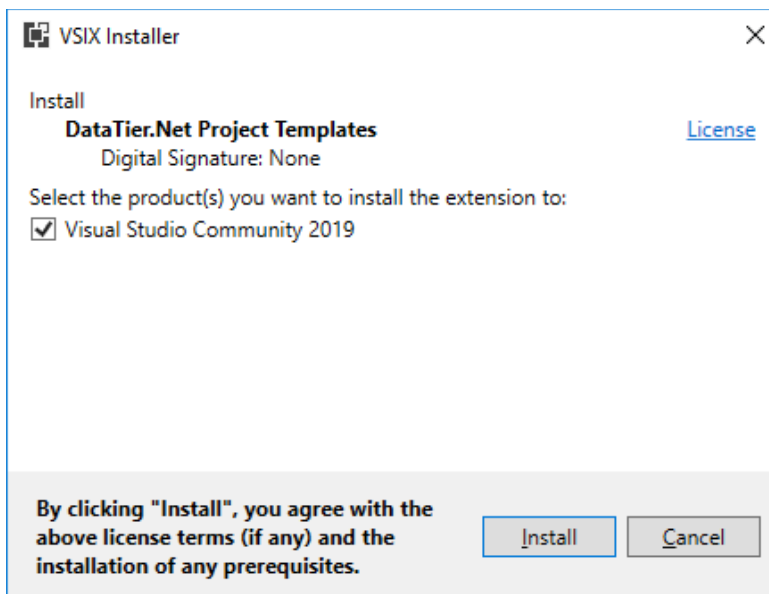 VSIX Installer
Install
DataTier.Net Project Templates
License
Digital Signature: None
Select the product(s) you want to install the extension to:
Visual Studio Community 2019
By clicking "Install", you agree with the
above license terms (if any) and the
installation of any prerequisites.
Install
Cancel